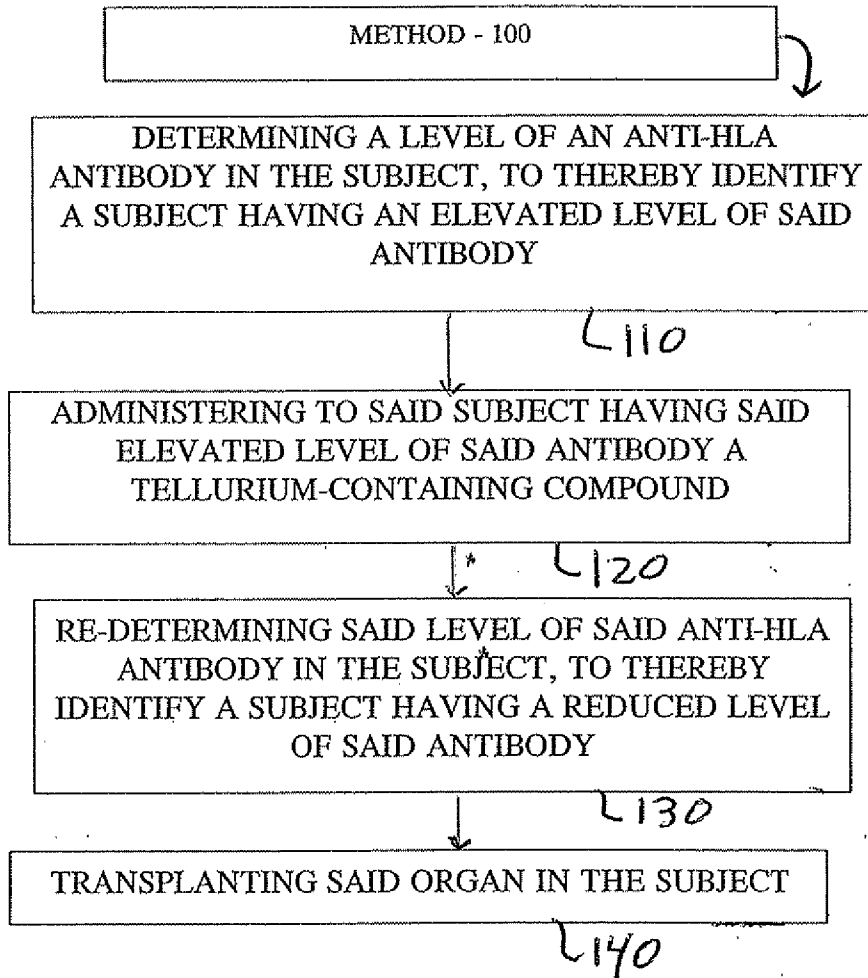 METHOD - 100
DETERMINING A LEVEL OF AN ANTI-HLA
ANTIBODY IN THE SUBJECT, TO THEREBY IDENTIFY
A SUBJECT HAVING AN ELEVATED LEVEL OF SAID
ANTIBODY
110
ADMINISTERING TO SAID SUBJECT HAVING SAID
ELEVATED LEVEL OF SAID ANTIBODY A
TELLURIUM-CONTAINING COMPOUND
120
RE-DETERMINING SAID LEVEL OF SAID ANTI-HLA
ANTIBODY IN THE SUBJECT, TO THEREBY
IDENTIFY A SUBJECT HAVING A REDUCED LEVEL
OF SAID ANTIBODY
130
TRANSPLANTING SAID ORGAN IN THE SUBJECT
140